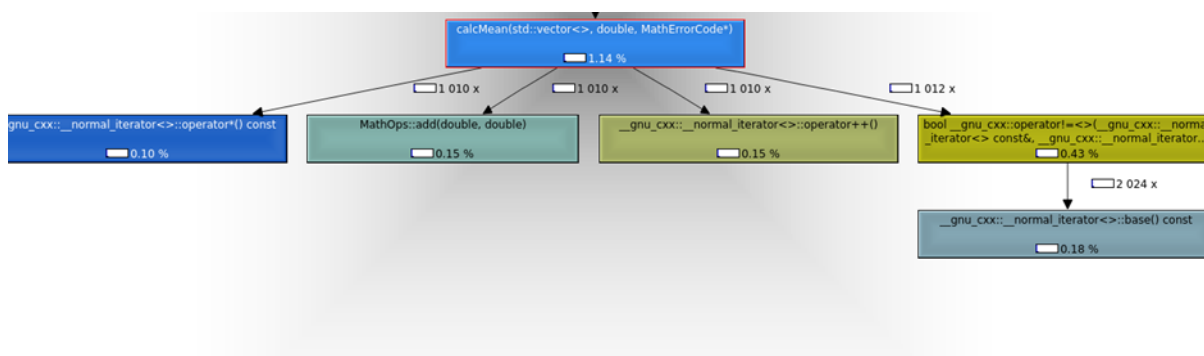 calcMean(std::vector<>, double, MathErrorCode*)
1.14 %
1 010 x
1 010 x
1 010 x
1 012 x
gnu_cxx::__normal_iterator<>::operator*() const
0.10 %
MathOps::add(double, double)
0.15 %
__gnu_cxx::__normal_iterator<>::operator++()
0.15 %
bool __gnu_cxx::operator!=<>(__gnu_cxx::__norma
_iterator<> const&, __gnu_cxx::__normal_iterator...
0.43 %
2 024 x
__gnu_cxx::__normal_iterator<>::base() const
0.18 %